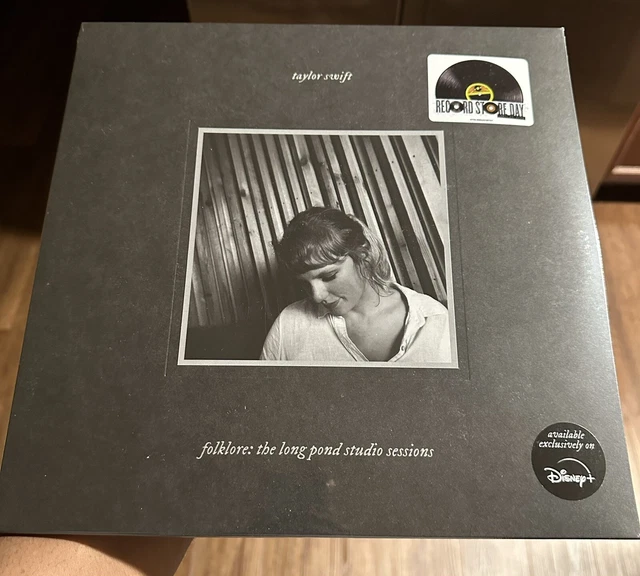 taylor swift
RECORD STORE DAY
folklore: the long pond studio sessions
available
exclusively on
Disney+